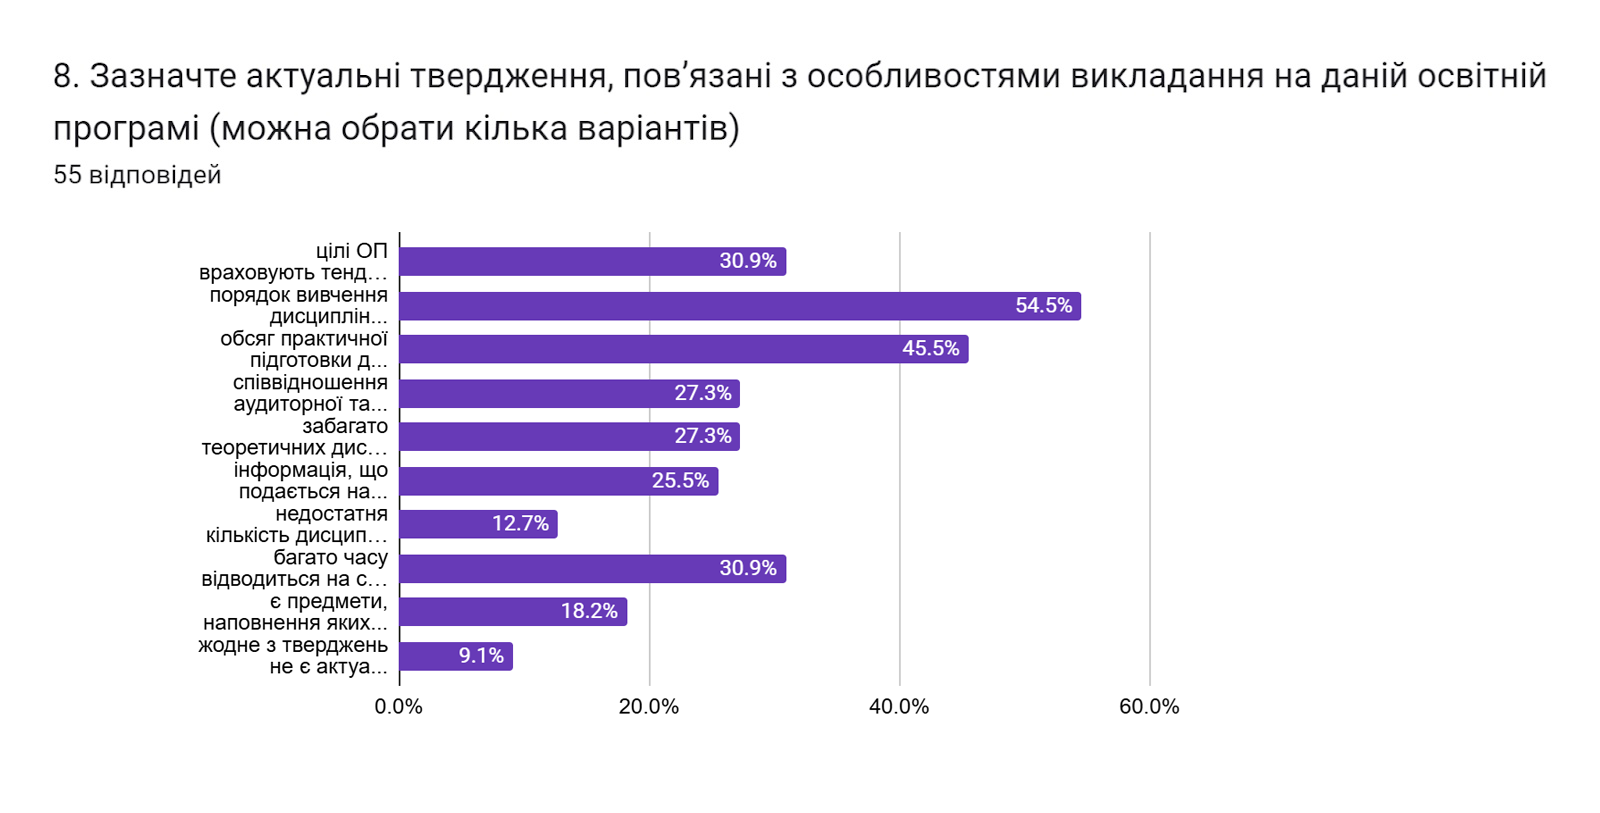 8. Зазначте актуальні твердження, пов’язані з особливостями викладання на даній освітній
програмі (можна обрати кілька варіантів)
55 відповідей
цілі ОП
враховують тенд...
30.9%
порядок вивчення
дисциплін...
54.5%
обсяг практичної
підготовки д...
45.5%
співвідношення
аудиторної та...
27.3%
забагато
теоретичних дис...
27.3%
інформація, що
подається на...
25.5%
недостатня
кількість дисцип...
12.7%
багато часу
відводиться на с...
30.9%
є предмети,
наповнення яких...
18.2%
жодне з тверджень
не є актуа...
9.1%
0.0%
20.0%
40.0%
60.0%